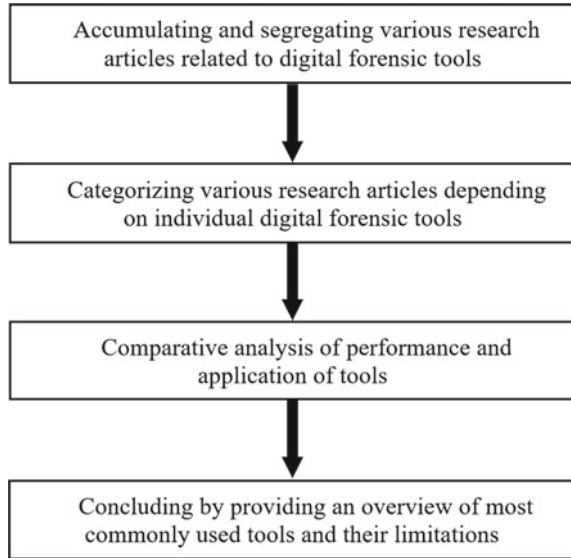 Accumulating and segregating various research
articles related to digital forensic tools
Categorizing various research articles depending
on individual digital forensic tools
Comparative analysis of performance and
application of tools
Concluding by providing an overview of most
commonly used tools and their limitations